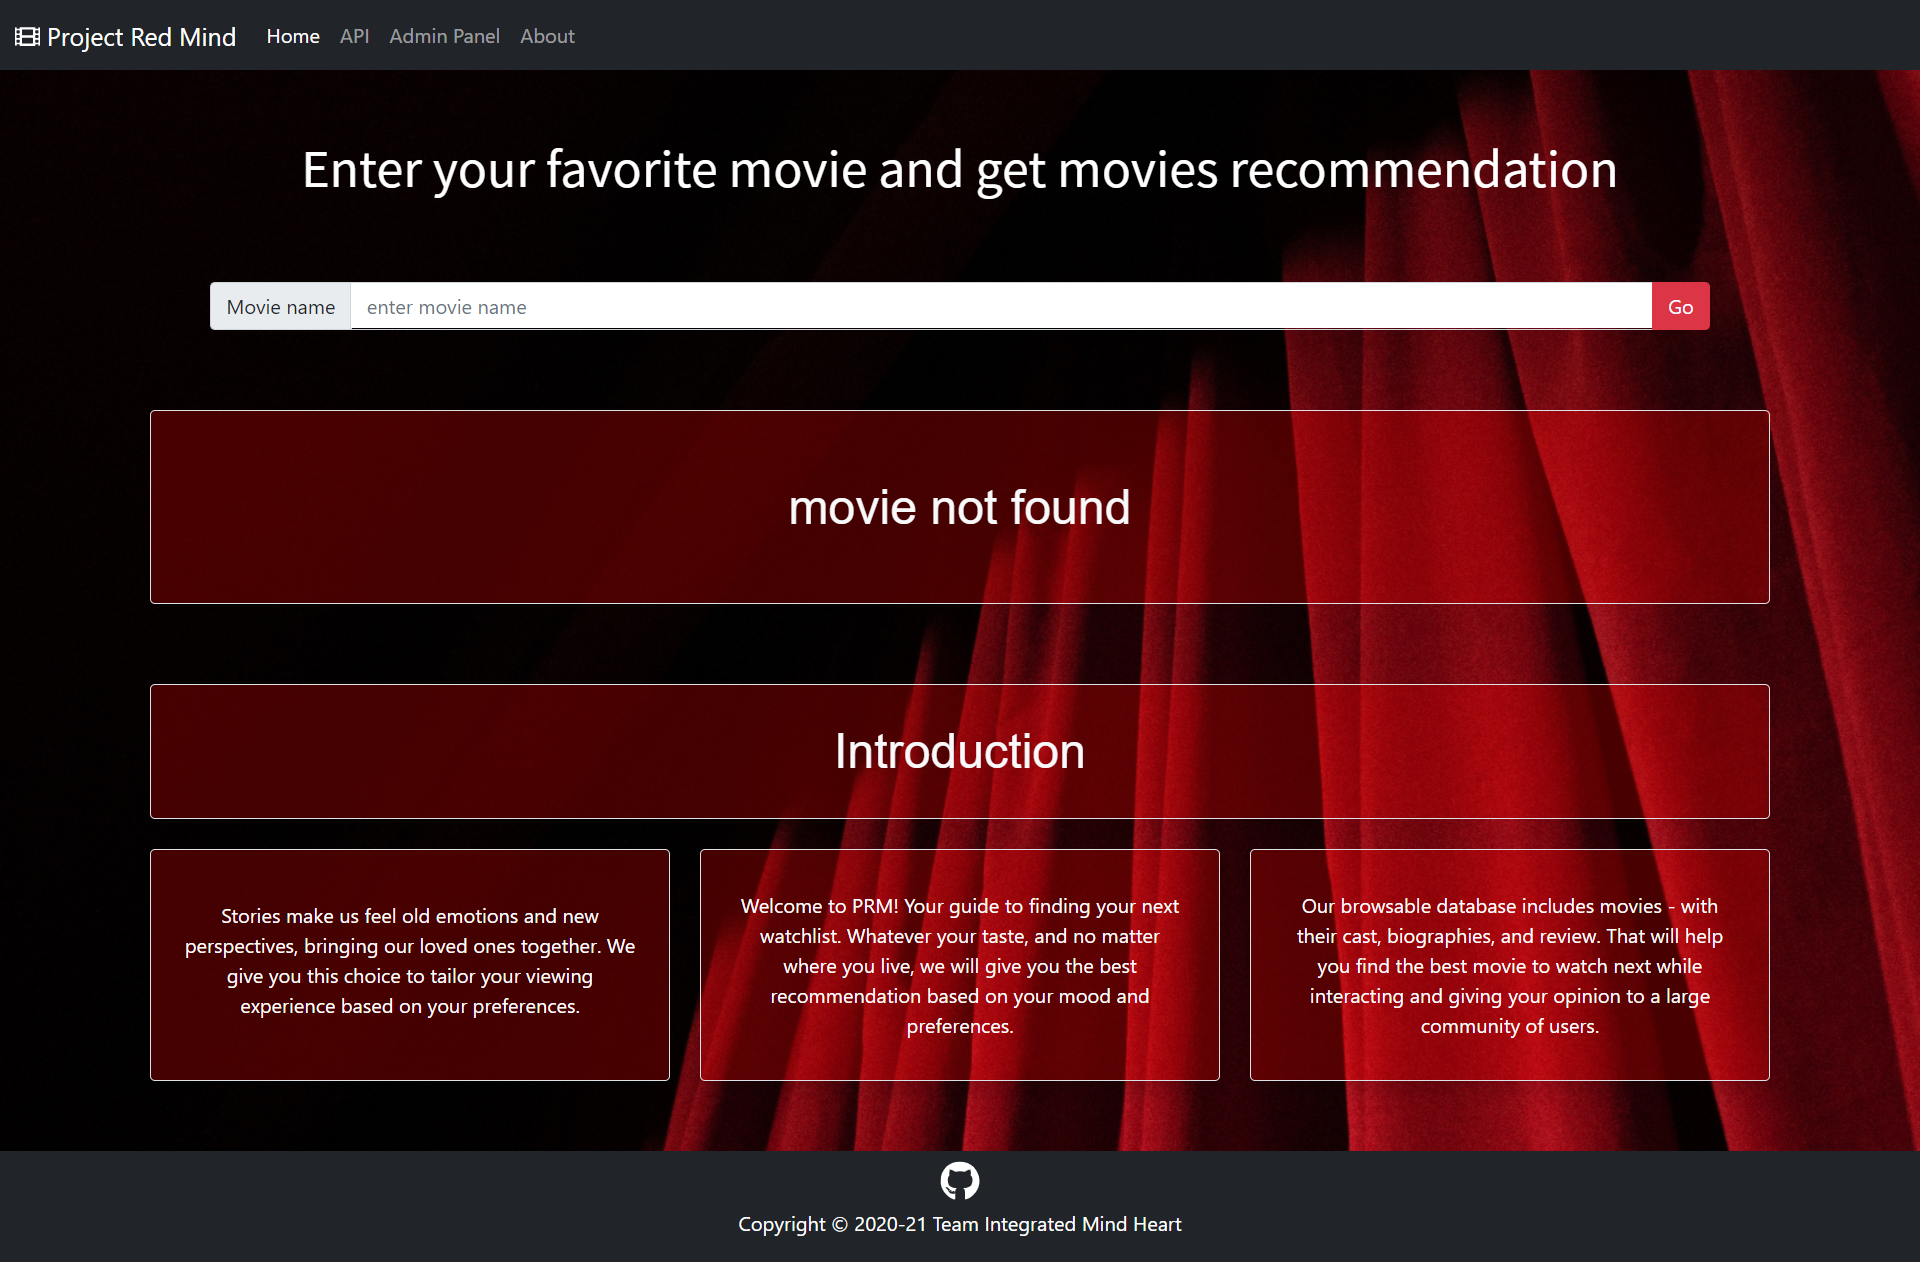 Project Red Mind Home API Admin Panel About
Enter your favorite movie and get movies recommendation
Movie name enter movie name Go
movie not found
Introduction
Stories make us feel old emotions and new
perspectives, bringing our loved ones together. We
give you this choice to tailor your viewing
experience based on your preferences.
Welcome to PRM! Your guide to finding your next
watchlist. Whatever your taste, and no matter
where you live, we will give you the best
recommendation based on your mood and
preferences.
Our browsable database includes movies - with
their cast, biographies, and review. That will help
you find the best movie to watch next while
interacting and giving your opinion to a large
community of users.
Copyright © 2020-21 Team Integrated Mind Heart